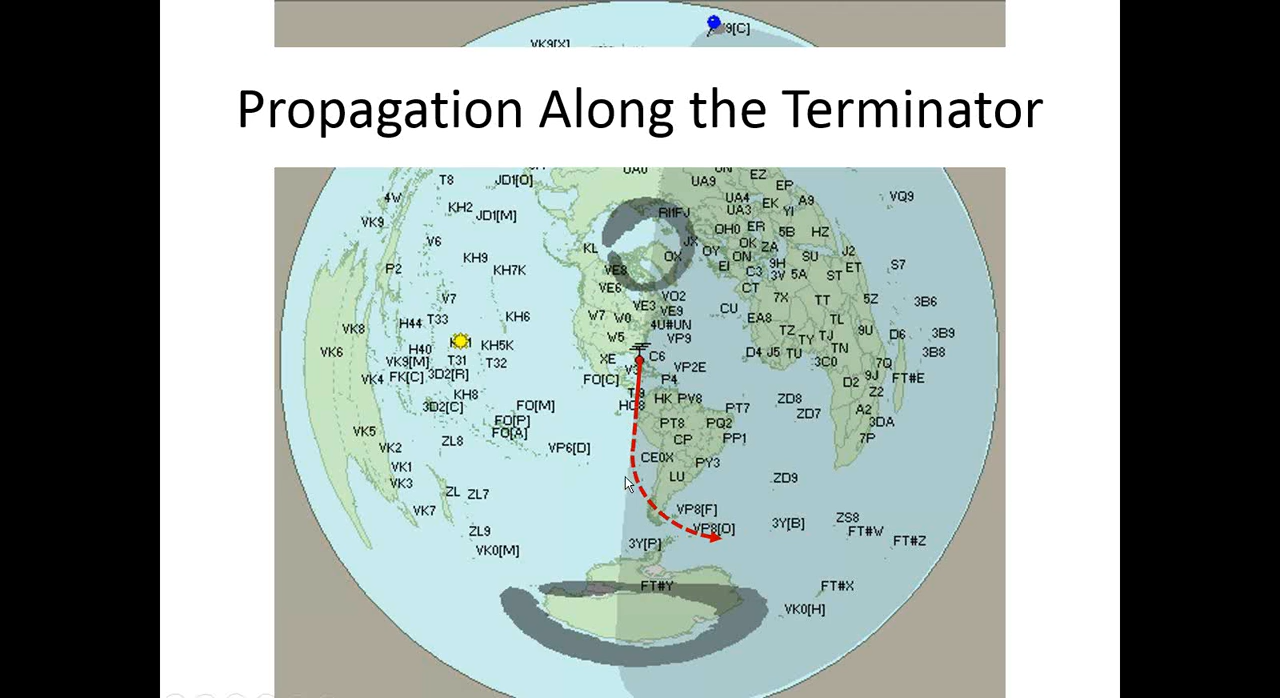 9[C]
VK9[X]
Propagation Along the Terminator
UA0
T8
JD1[O]
UA9
EZ
EP
4W
KH2
JD1[M]
UA4
EK
A9
VQ9
VK9
UA3
YI
RI1FJ
V6
OH0
ER
5B
HZ
KL
JX
OY
OK
ZA
J2
P2
KH9
KH7K
OX
ON
EI
9H
SU
ET
S7
VE8
C3
3V
5A
ST
VE6
CT
V7
VO2
7X
TT
5Z
3B6
VE3
VE9
CU
H44
T33
KH6
W7
W0
EA8
TL
VK8
4U#UN
TZ
TY
TJ
9U
D6
3B9
W5
VP9
VK6
H40
KH5K
D4
J5
TU
TN
3B8
VK9[M]
T31
T32
XE
C6
3C0
7Q
VK4
FK[C]
3D2[R]
FO[C]
VP2E
P4
D2
9J
FT#E
KH8
HK
PV8
ZD8
Z2
3D2[C]
FO[M]
PT7
ZD7
A2
FO[P]
PT8
PQ2
3DA
VK5
FO[A]
CP
PP1
7P
VK2
ZL8
VP6[D]
CE0X
PY3
VK1
LU
ZD9
VK3
ZL
ZL7
VK7
VP8[F]
ZS8
ZL9
VP8[O]
3Y[B]
FT#W
VK0[M]
3Y[P]
FT#Z
FT#Y
FT#X
VK0[H]